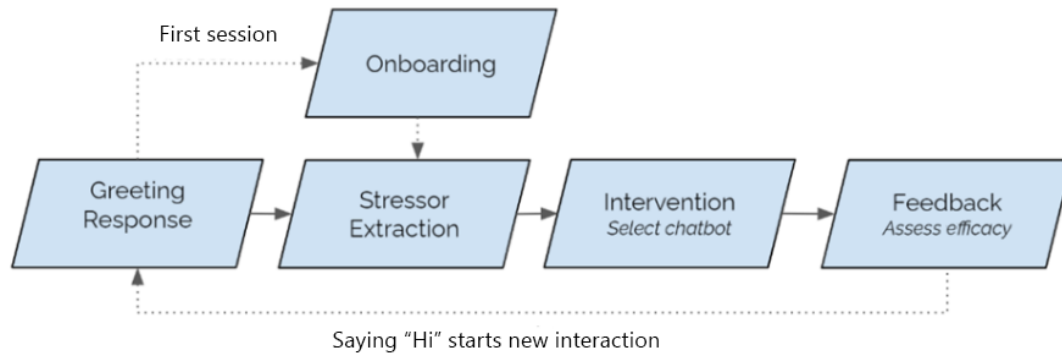 First session
Onboarding
Greeting
Response
Stressor
Extraction
Intervention
Select chatbot
Feedback
Assess efficacy
Saying “Hi” starts new interaction